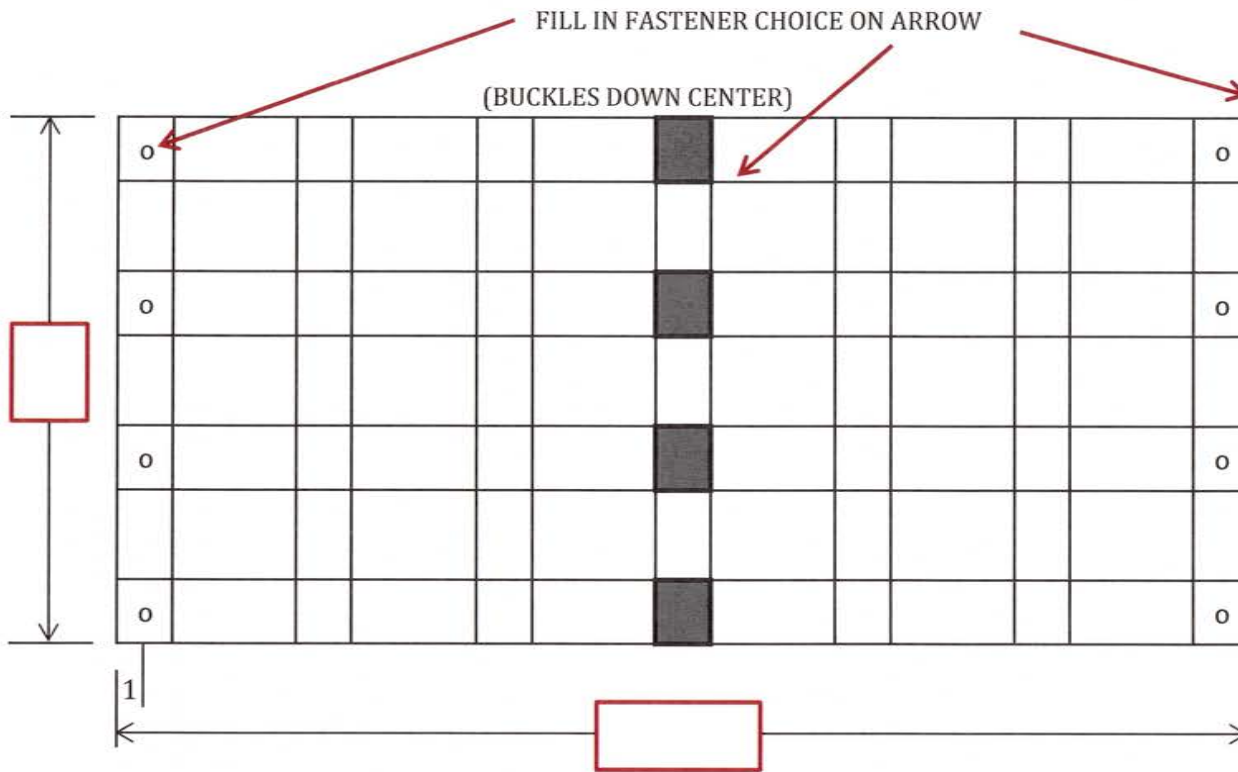 FILL IN FASTENER CHOICE ON ARROW
(BUCKLES DOWN CENTER)
o o
o o
o o
o o
1